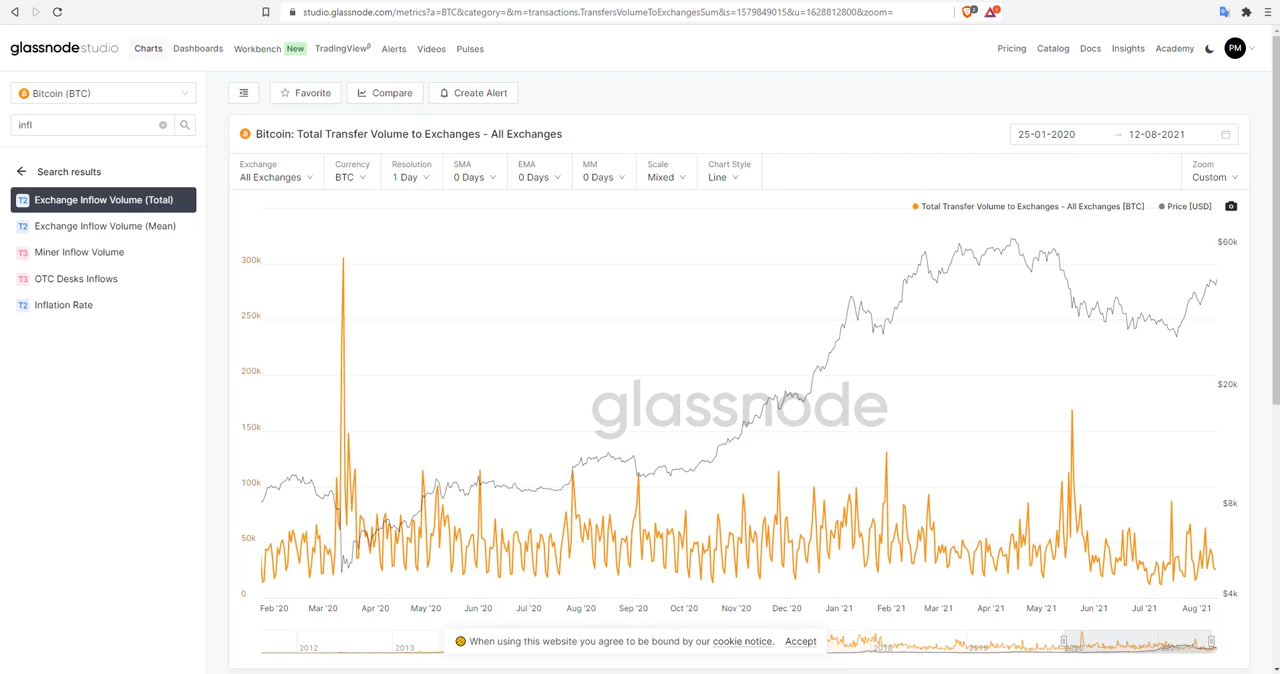 studio.glassnode.com/metrics?a=BTC&category=&m=transactions.TransfersVolumeToExchangesSum&s=1579849015&u=1628812800&zoom=
glassnodestudio Charts Dashboards Workbench New TradingViewβ Alerts Videos Pulses Pricing Catalog Docs Insights Academy PM
Bitcoin (BTC) Favorite Compare Create Alert
infl
Bitcoin: Total Transfer Volume to Exchanges - All Exchanges 25-01-2020 → 12-08-2021
Exchange Currency Resolution SMA EMA MM Scale Chart Style Zoom
All Exchanges BTC 1 Day 0 Days 0 Days 0 Days Mixed Line Custom
Search results
Total Transfer Volume to Exchanges - All Exchanges [BTC] Price [USD]
T2 Exchange Inflow Volume (Total)
T2 Exchange Inflow Volume (Mean)
T3 Miner Inflow Volume
T3 OTC Desks Inflows
T2 Inflation Rate
300k
250k
200k
150k
100k
50k
0
$60k
$20k
$8k
$4k
glassnode
Feb '20 Mar '20 Apr '20 May '20 Jun '20 Jul '20 Aug '20 Sep '20 Oct '20 Nov '20 Dec '20 Jan '21 Feb '21 Mar '21 Apr '21 May '21 Jun '21 Jul '21 Aug '21
When using this website you agree to be bound by our cookie notice. Accept
2012 2013 2018 2019 2020